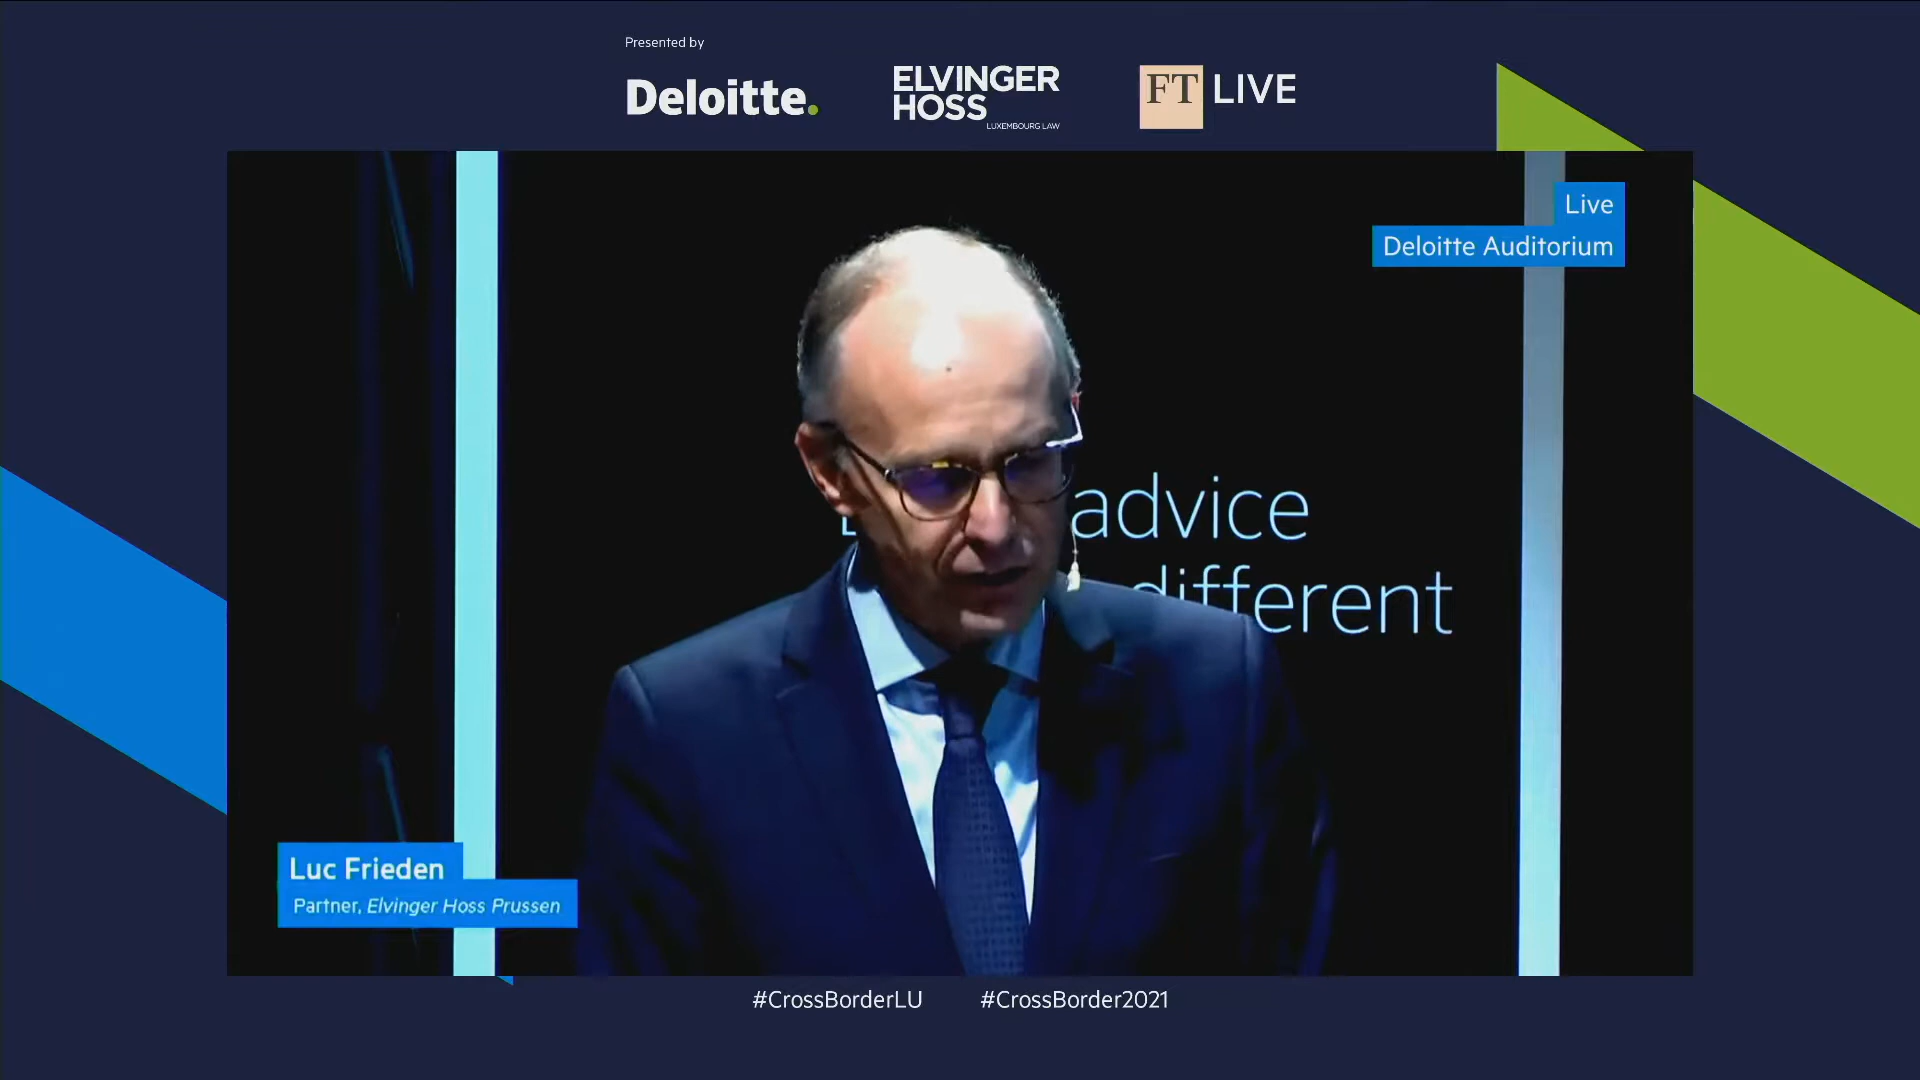 Presented by
Deloitte.
ELVINGER
HOSS
LUXEMBOURG LAW
FT LIVE
Live
Deloitte Auditorium
advice
different
Luc Frieden
Partner, Elvinger Hoss Prussen
#CrossBorderLU #CrossBorder2021